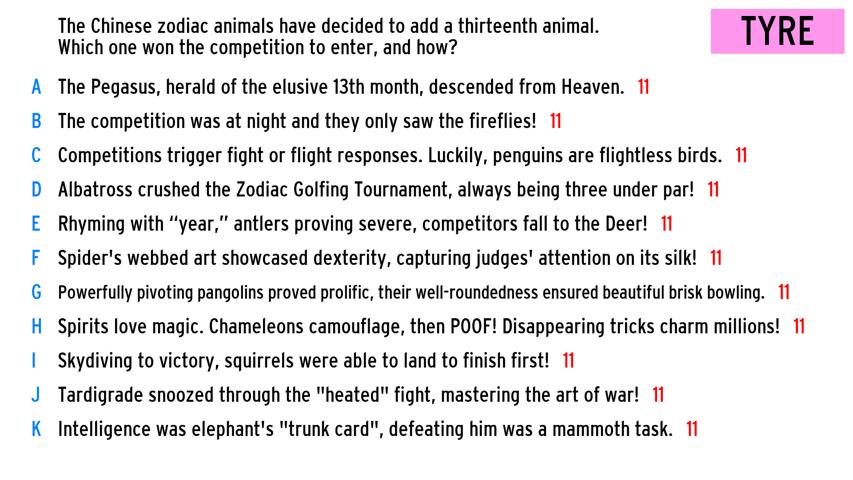 The Chinese zodiac animals have decided to add a thirteenth animal.
Which one won the competition to enter, and how?
TYRE
A The Pegasus, herald of the elusive 13th month, descended from Heaven. 11
B The competition was at night and they only saw the fireflies! 11
C Competitions trigger fight or flight responses. Luckily, penguins are flightless birds. 11
D Albatross crushed the Zodiac Golfing Tournament, always being three under par! 11
E Rhyming with “year,” antlers proving severe, competitors fall to the Deer! 11
F Spider's webbed art showcased dexterity, capturing judges' attention on its silk! 11
G Powerfully pivoting pangolins proved prolific, their well-roundedness ensured beautiful brisk bowling. 11
H Spirits love magic. Chameleons camouflage, then POOF! Disappearing tricks charm millions! 11
I Skydiving to victory, squirrels were able to land to finish first! 11
J Tardigrade snoozed through the "heated" fight, mastering the art of war! 11
K Intelligence was elephant's "trunk card", defeating him was a mammoth task. 11